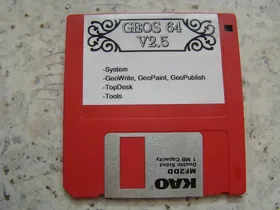 GEOS 64
V2.5
-System
-GeoWrite, GeoPaint, GeoPublish
-TopDesk
-Tools
KAO
MF2DD
Double Sided
1 MB Capacity